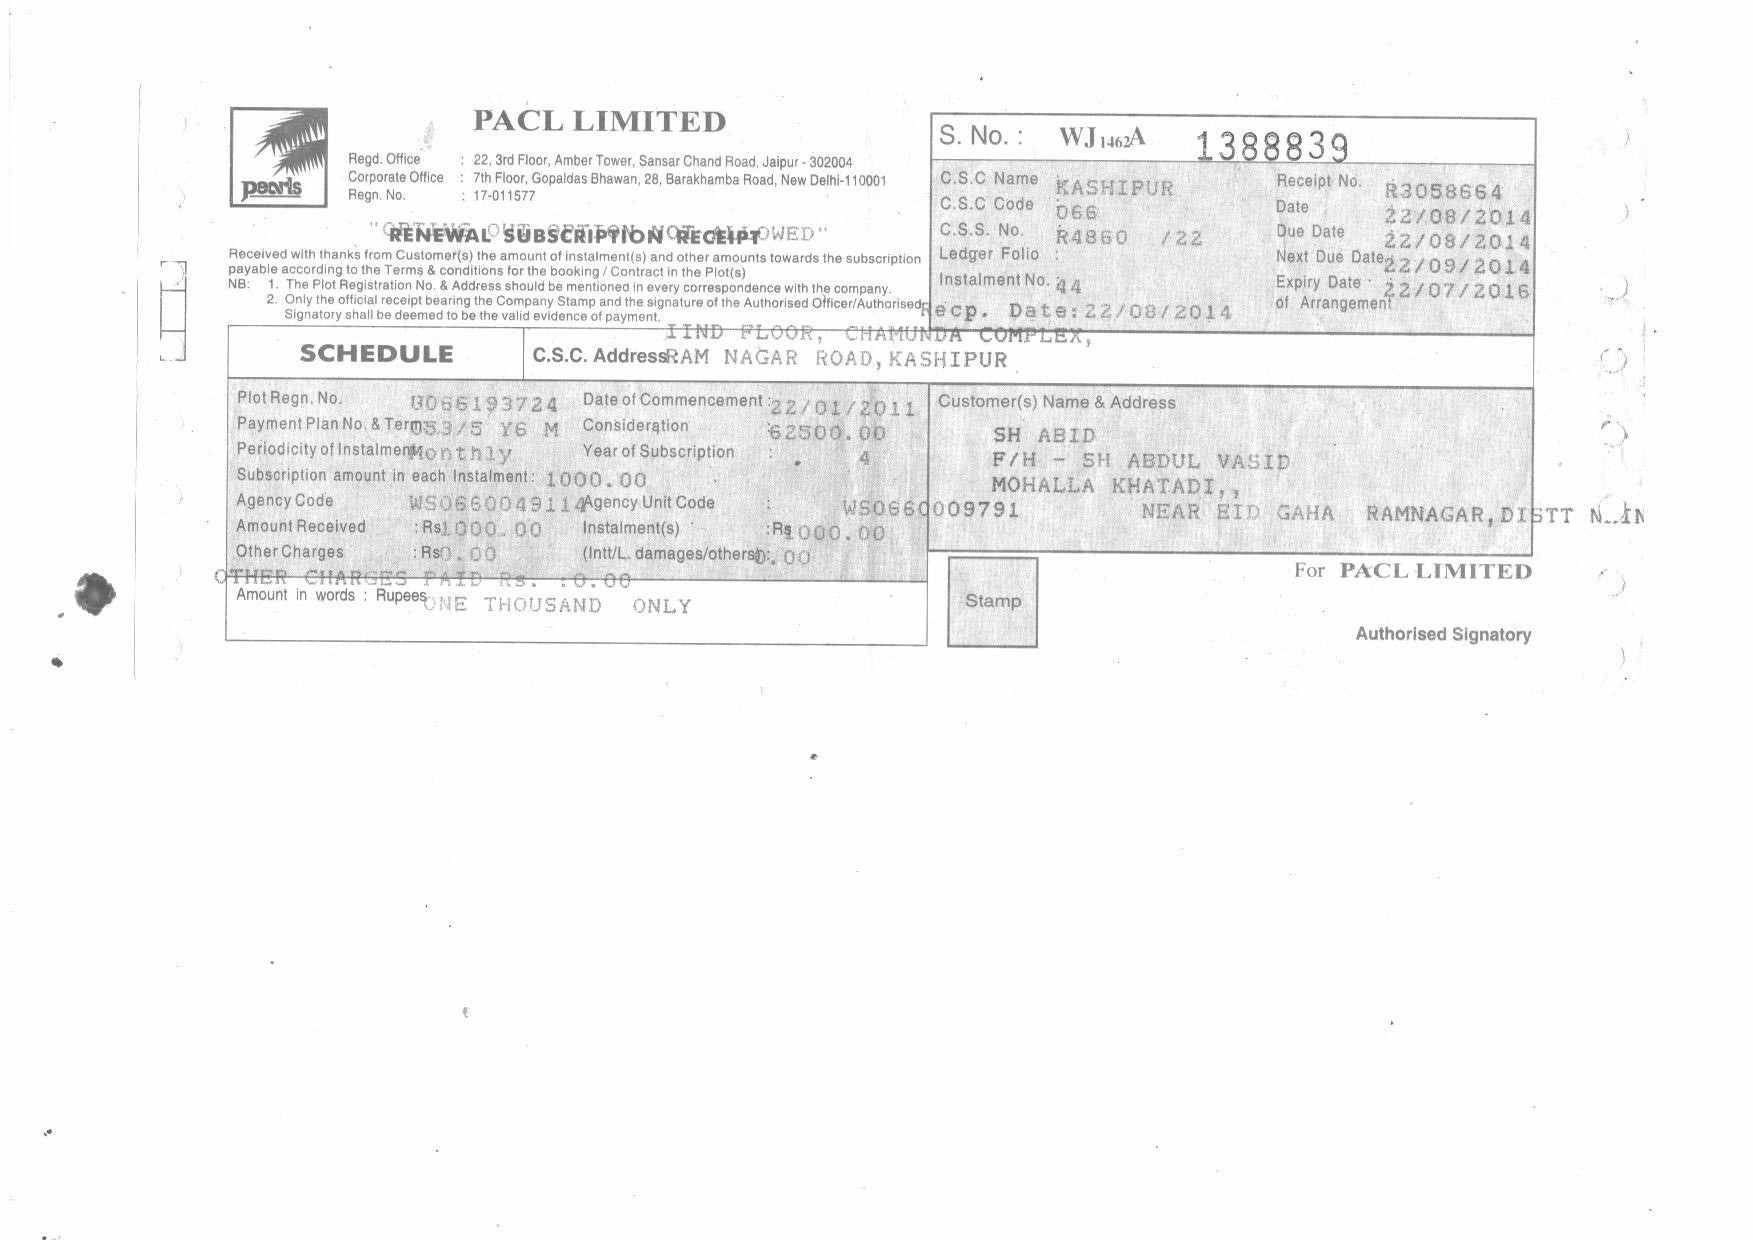 pearls
PACL LIMITED
Regd. Office : 22, 3rd Floor, Amber Tower, Sansar Chand Road, Jaipur - 302004
Corporate Office : 7th Floor, Gopaldas Bhawan, 28, Barakhamba Road, New Delhi-110001
Regn. No. : 17-011577
RENEWAL SUBSCRIPTION RECEIPT
Received with thanks from Customer(s) the amount of instalment(s) and other amounts towards the subscription
payable according to the Terms & conditions for the booking / Contract in the Plot(s)
NB: 1. The Plot Registration No. & Address should be mentioned in every correspondence with the company.
2. Only the official receipt bearing the Company Stamp and the signature of the Authorised Officer/Authorised
Signatory shall be deemed to be the valid evidence of payment.
S. No. : WJ1462A 1388839
C.S.C Name : KASHIPUR Receipt No. R3058664
C.S.C Code : 066 Date : 22/08/2014
C.S.S. No. R4860 /22 Due Date 22/08/2014
Ledger Folio : Next Due Date 22/09/2014
Instalment No. 44 Expiry Date : 22/07/2016
of Arrangement
Recp. Date:22/08/2014
SCHEDULE
IIND FLOOR, CHAMUNDA COMPLEX,
C.S.C. Address RAM NAGAR ROAD, KASHIPUR
Plot Regn. No. U066193724 Date of Commencement : 22/01/2011
Payment Plan No. & Term 53/5 Y6 M Consideration : 62500.00
Periodicity of Instalment Monthly Year of Subscription : 4
Subscription amount in each Instalment : 1000.00
Agency Code WS0660049114 Agency Unit Code : WS0660009791
Amount Received : Rs1000.00 Instalment(s) :Rs 000.00
Other Charges : Rs0.00 (Intt/L. damages/others) .00
OTHER CHARGES PAID Rs. :0.00
Amount in words : Rupees ONE THOUSAND ONLY
Customer(s) Name & Address
SH ABID
F/H - SH ABDUL VASID
MOHALLA KHATADI,,
NEAR EID GAHA RAMNAGAR, DISTT
Stamp
For PACL LIMITED
Authorised Signatory